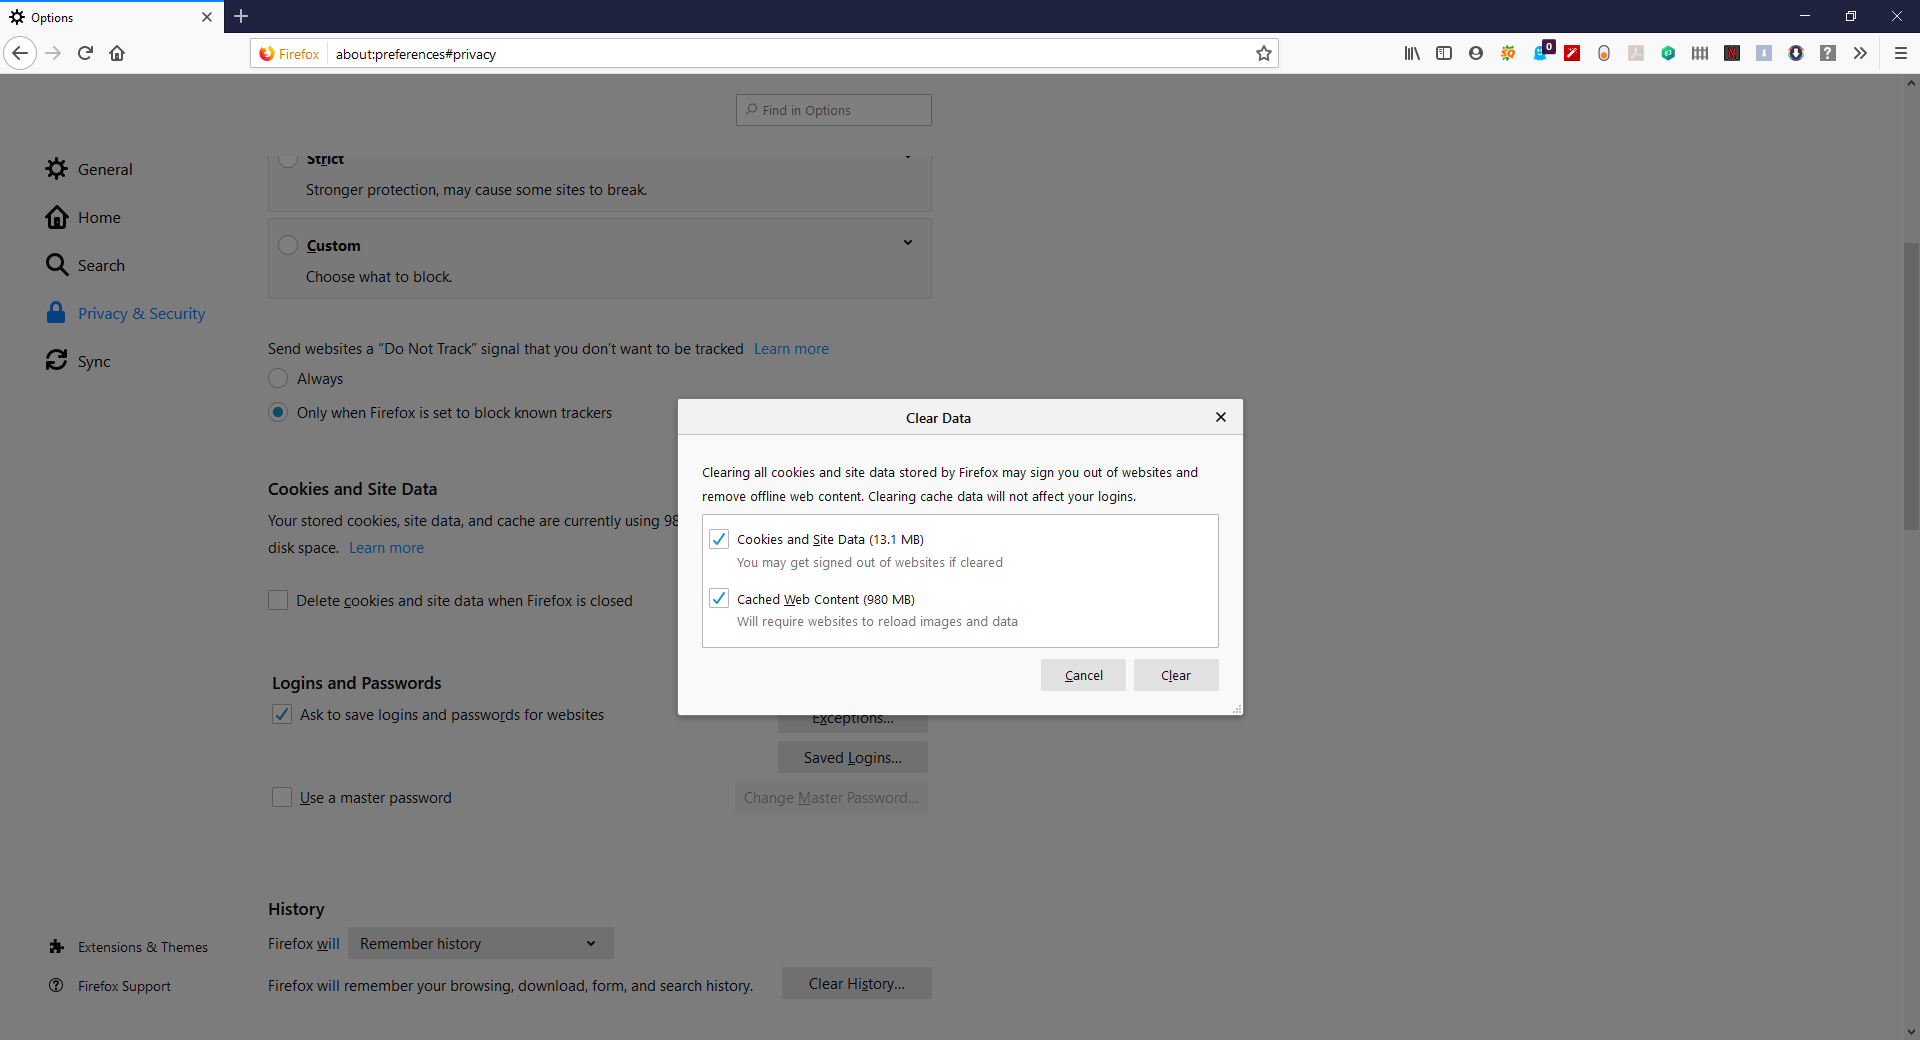 Options
Firefox
about:preferences#privacy
0
Find in Options
General
Home
Search
Privacy & Security
Sync
Extensions & Themes
Firefox Support
Strict
Stronger protection, may cause some sites to break.
Custom
Choose what to block.
Send websites a “Do Not Track” signal that you don’t want to be tracked Learn more
Always
Only when Firefox is set to block known trackers
Cookies and Site Data
Your stored cookies, site data, and cache are currently using 98
disk space. Learn more
Delete cookies and site data when Firefox is closed
Logins and Passwords
Ask to save logins and passwords for websites
Exceptions...
Saved Logins...
Use a master password
Change Master Password...
History
Firefox will Remember history
Firefox will remember your browsing, download, form, and search history.
Clear History...
Clear Data
Clearing all cookies and site data stored by Firefox may sign you out of websites and
remove offline web content. Clearing cache data will not affect your logins.
Cookies and Site Data (13.1 MB)
You may get signed out of websites if cleared
Cached Web Content (980 MB)
Will require websites to reload images and data
Cancel
Clear